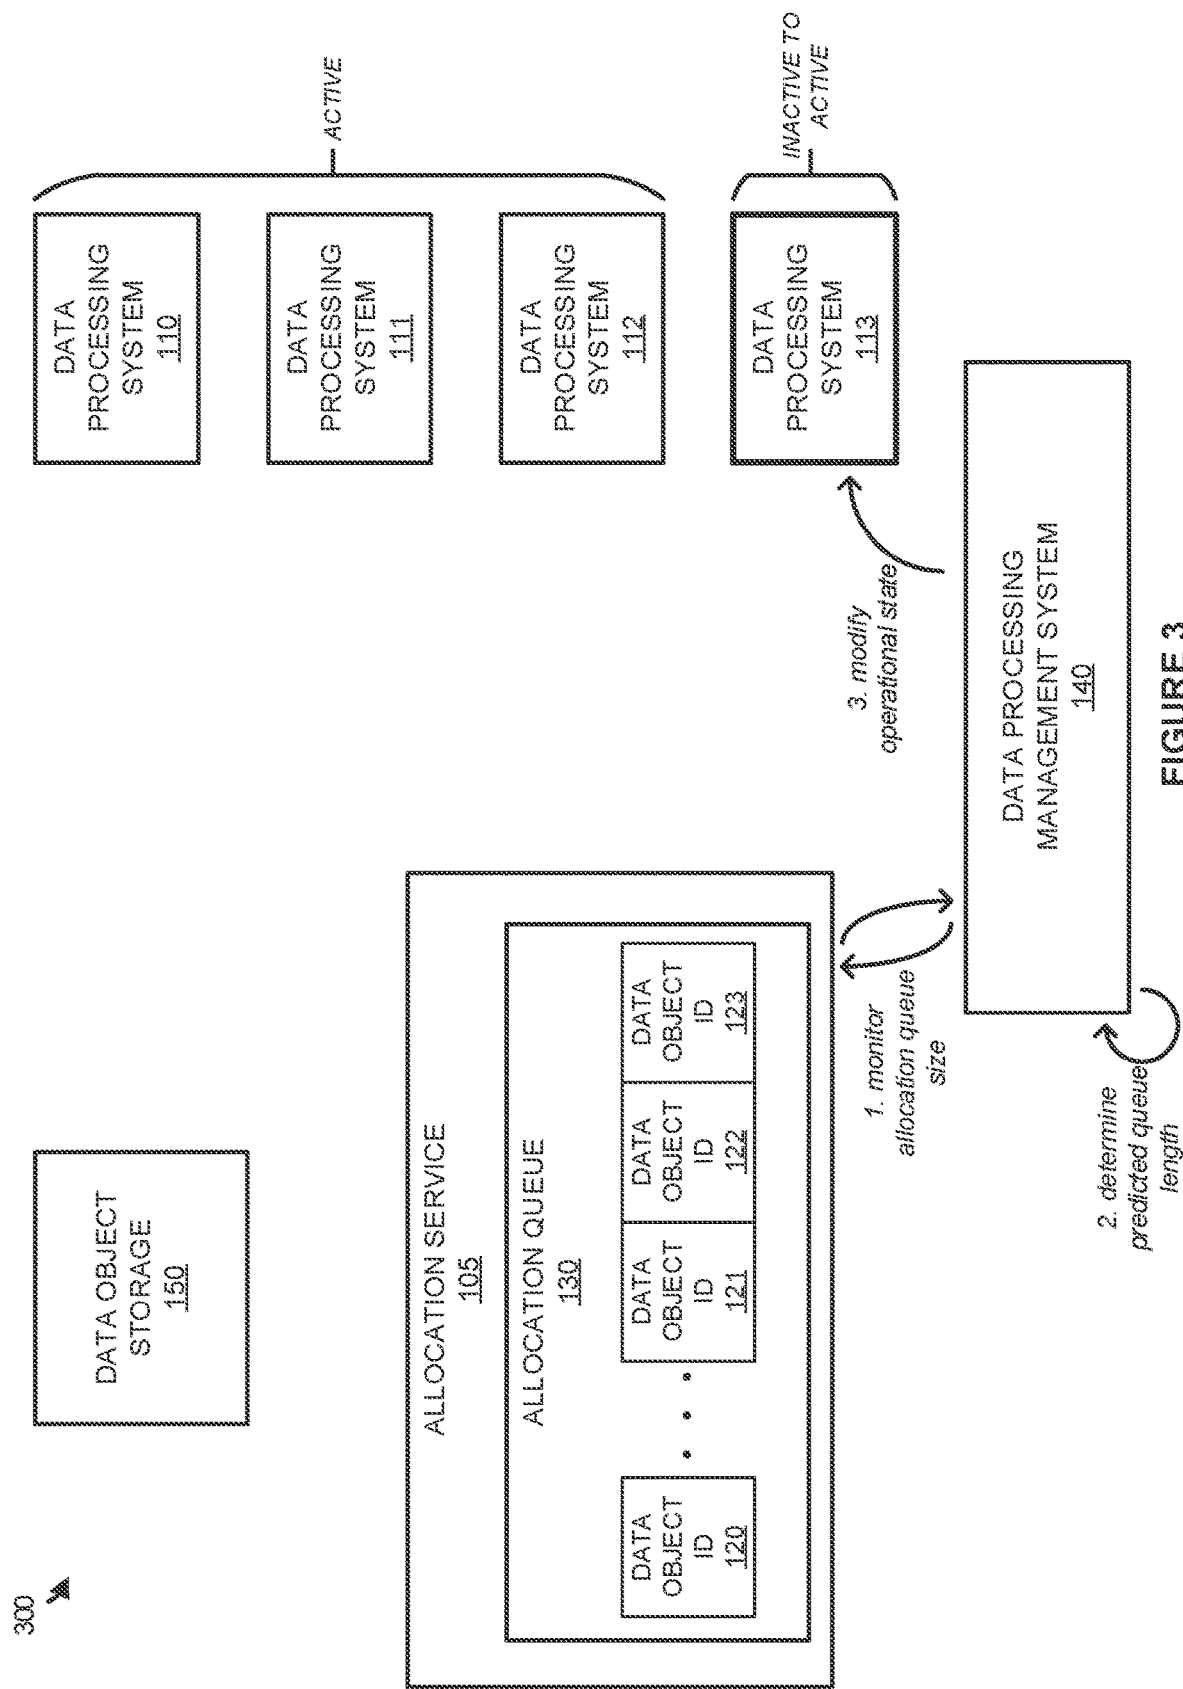 300
DATA OBJECT
STORAGE
150
ALLOCATION SERVICE
105
ALLOCATION QUEUE
130
DATA
OBJECT
ID
120
DATA
OBJECT
ID
121
DATA
OBJECT
ID
122
DATA
OBJECT
ID
123
DATA
PROCESSING
SYSTEM
110
DATA
PROCESSING
SYSTEM
111
DATA
PROCESSING
SYSTEM
112
ACTIVE
DATA
PROCESSING
SYSTEM
113
INACTIVE TO
ACTIVE
1. monitor
allocation queue
size
2. determine
predicted queue
length
3. modify
operational state
DATA PROCESSING
MANAGEMENT SYSTEM
140
FIGURE 3